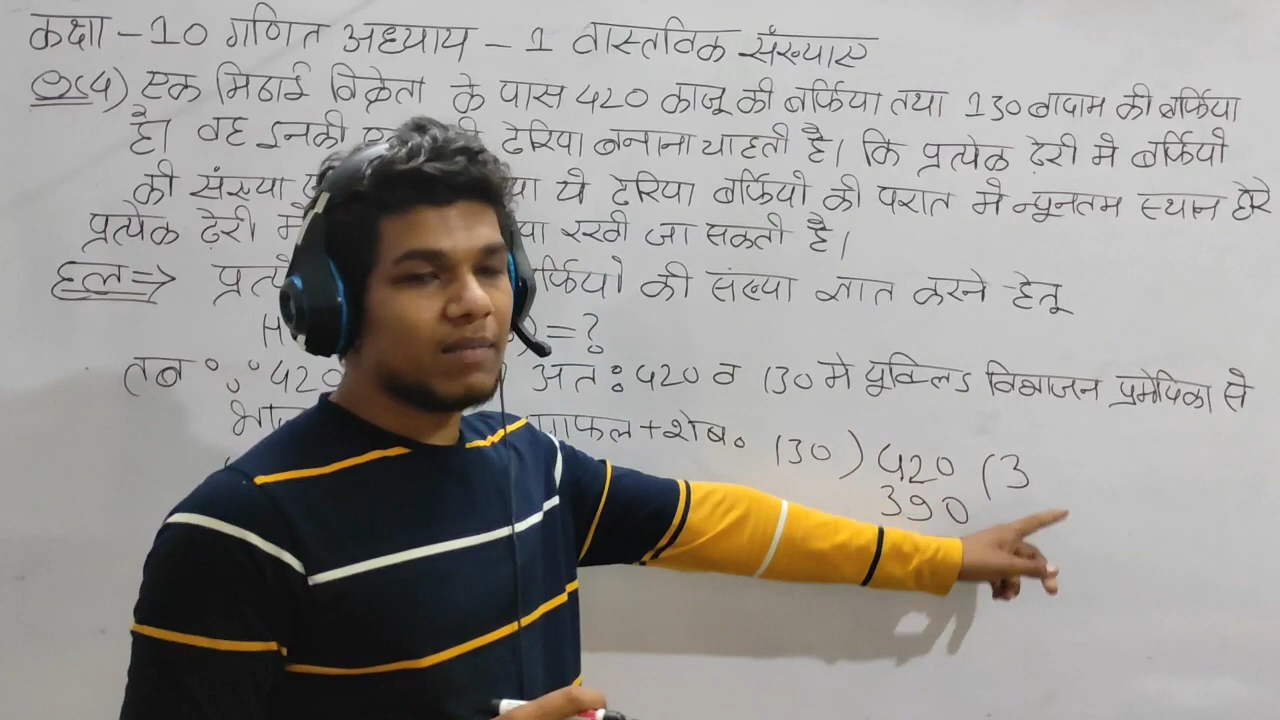 कक्षा – 10 गणित अध्याय – 1 वास्तविक संख्याए
एक मिठाई विक्रेता के पास 420 काजू की बर्फिया तथा 130 बादाम की बर्फिया
है। वह इनकी ढेरिया बनाना चाहती है। कि प्रत्येक ढ़ेरी मे बर्फियो
की संख्या ये ढेरिया बर्फियो की परात मे न्यूनतम स्थान घेरे
प्रत्येक ढ़ेरी मे रखी जा सकती है।
हल => बर्फियो की संख्या ज्ञात करने हेतू
H = ?
तब ∵ 420 अतः 420 व 130 मे यूक्लिड विभाजन प्रमेयिका से
+ शेष. 130 ) 420 ( 3
390